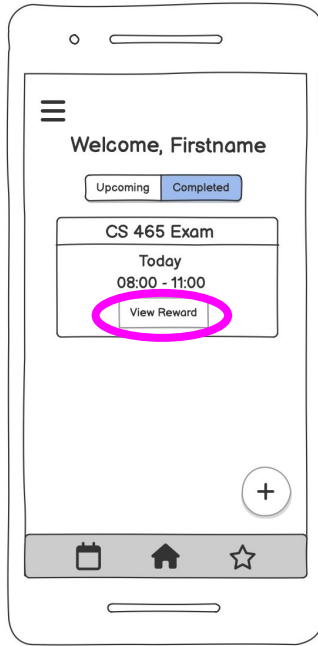 Welcome, Firstname
Upcoming Completed
CS 465 Exam
Today
08:00 - 11:00
View Reward
+